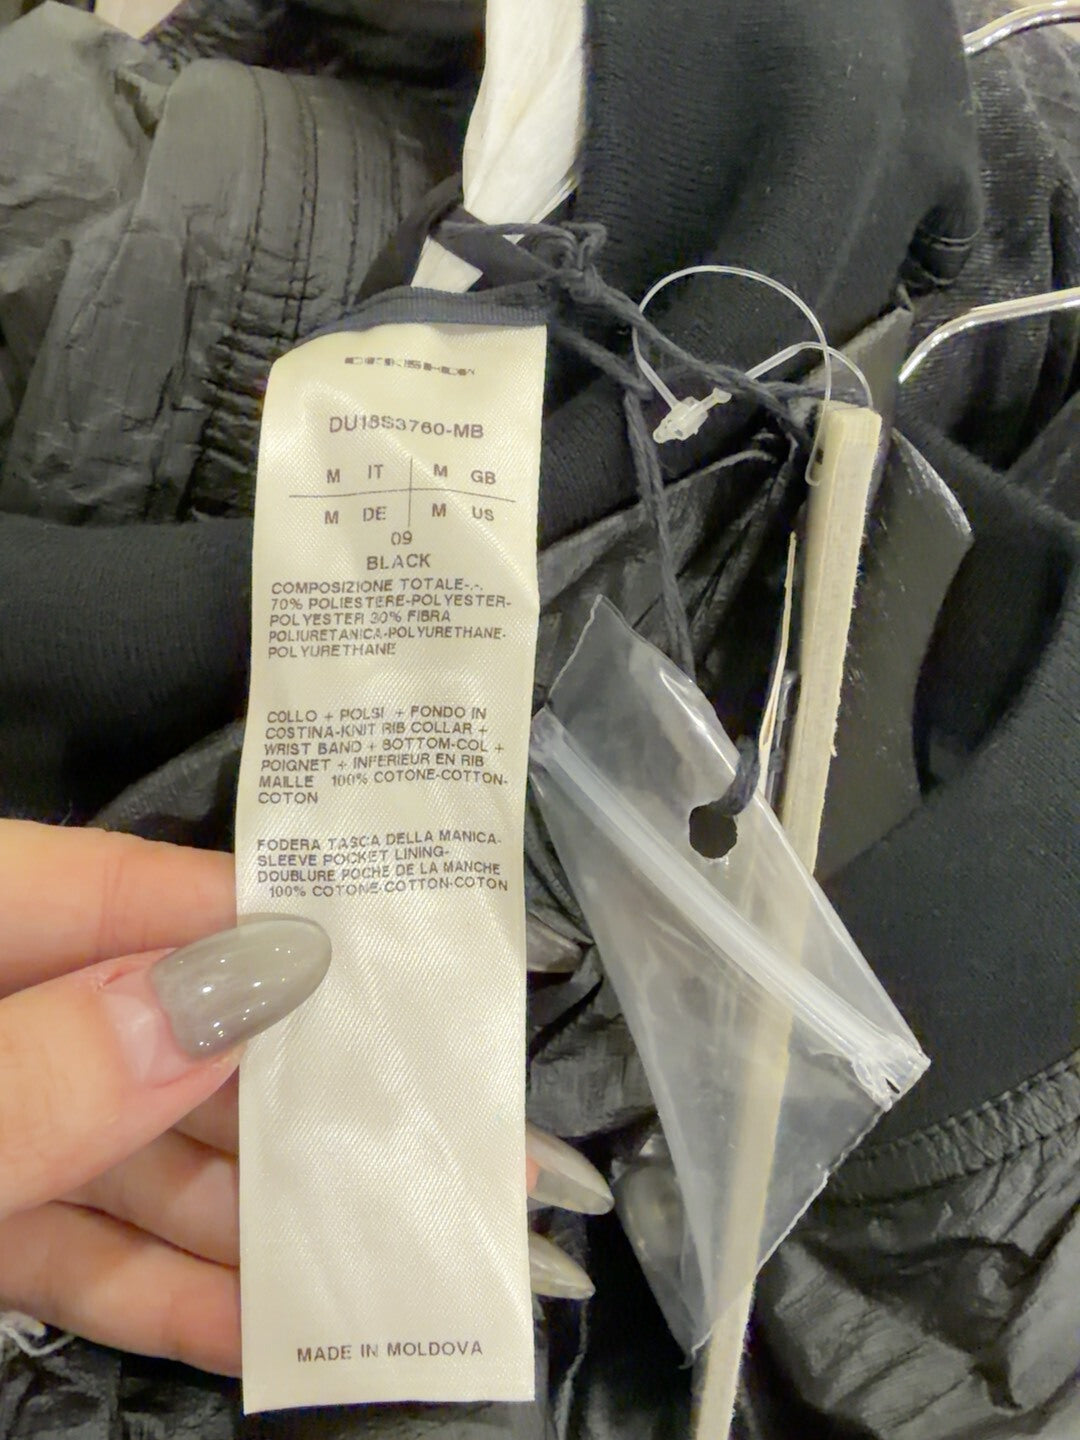 DRKSHDW
DU18S3760-MB
M IT M GB
M DE M US
09
BLACK
COMPOSIZIONE TOTALE-.-.
70% POLIESTERE-POLYESTER-
POLYESTER 30% FIBRA
POLIURETANICA-POLYURETHANE-
POLYURETHANE
COLLO + POLSI + FONDO IN
COSTINA-KNIT RIB COLLAR +
WRIST BAND + BOTTOM-COL +
POIGNET + INFERIEUR EN RIB
MAILLE 100% COTONE-COTTON-
COTON
FODERA TASCA DELLA MANICA-
SLEEVE POCKET LINING-
DOUBLURE POCHE DE LA MANCHE
100% COTONE-COTTON-COTON
MADE IN MOLDOVA